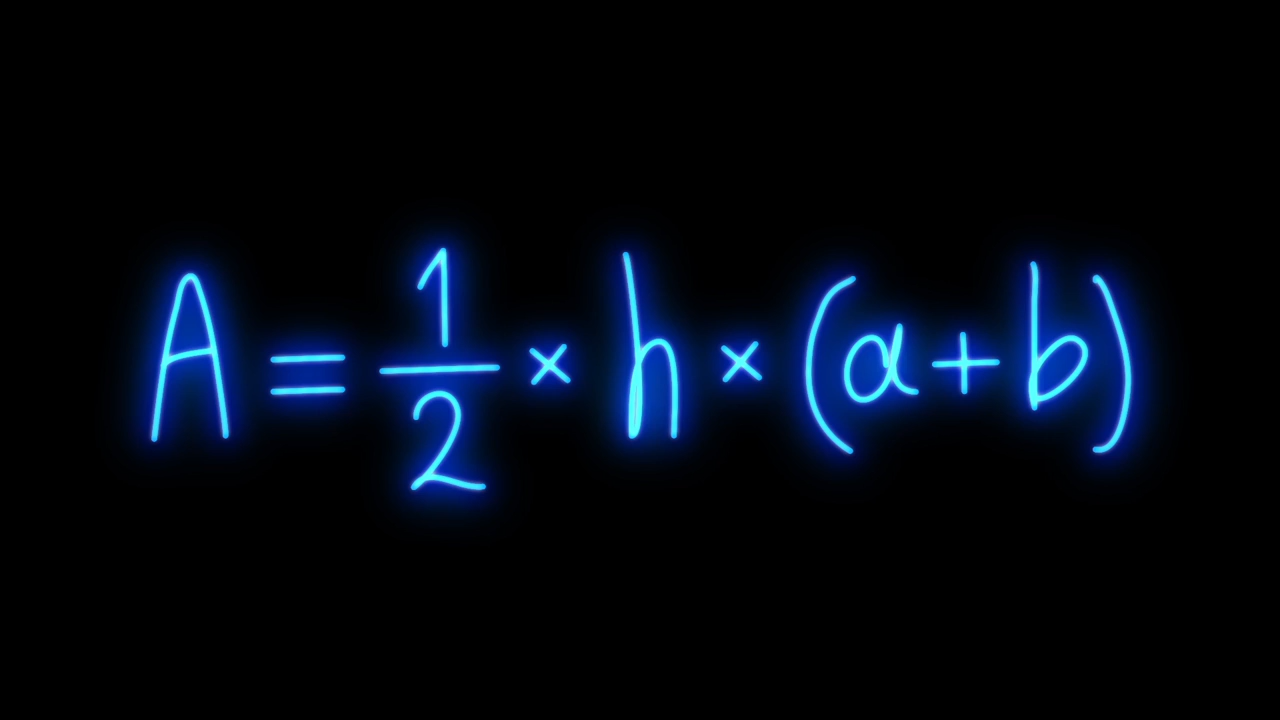 A = 1/2 × h × (a + b)